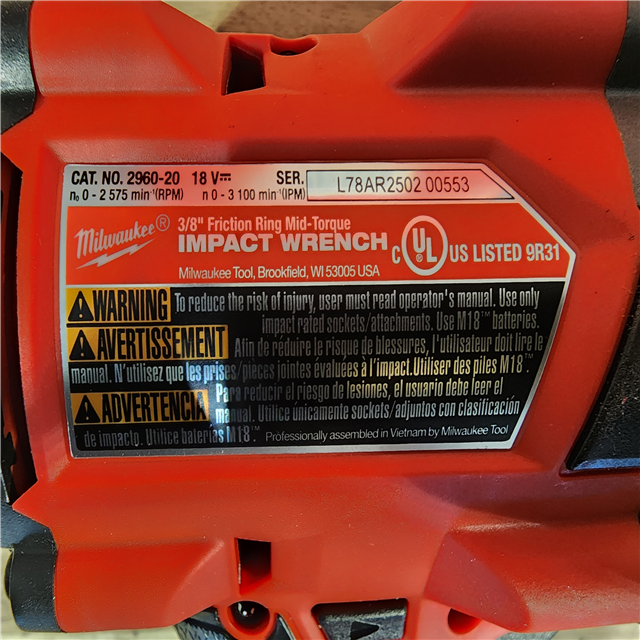 CAT. NO. 2960-20 18 V⎓ SER. L78AR2502 00553
n₀ 0 - 2 575 min⁻¹(RPM) n 0 - 3 100 min⁻¹(IPM)
Milwaukee®
3/8" Friction Ring Mid-Torque
IMPACT WRENCH
C UL® US LISTED 9R31
Milwaukee Tool, Brookfield, WI 53005 USA
WARNING To reduce the risk of injury, user must read operator's manual. Use only
impact rated sockets/attachments. Use M18™ batteries.
AVERTISSEMENT Afin de réduire le risque de blessures, l'utilisateur doit lire le
manual. N'utilisez que les prises/pièces jointes évaluées à l'impact.Utiliser des piles M18™.
ADVERTENCIA Para reducir el riesgo de lesiones, el usuario debe leer el
manual. Utilice únicamente sockets/adjuntos con clasificación
de impacto. Utilice baterías M18™ Professionally assembled in Vietnam by Milwaukee Tool